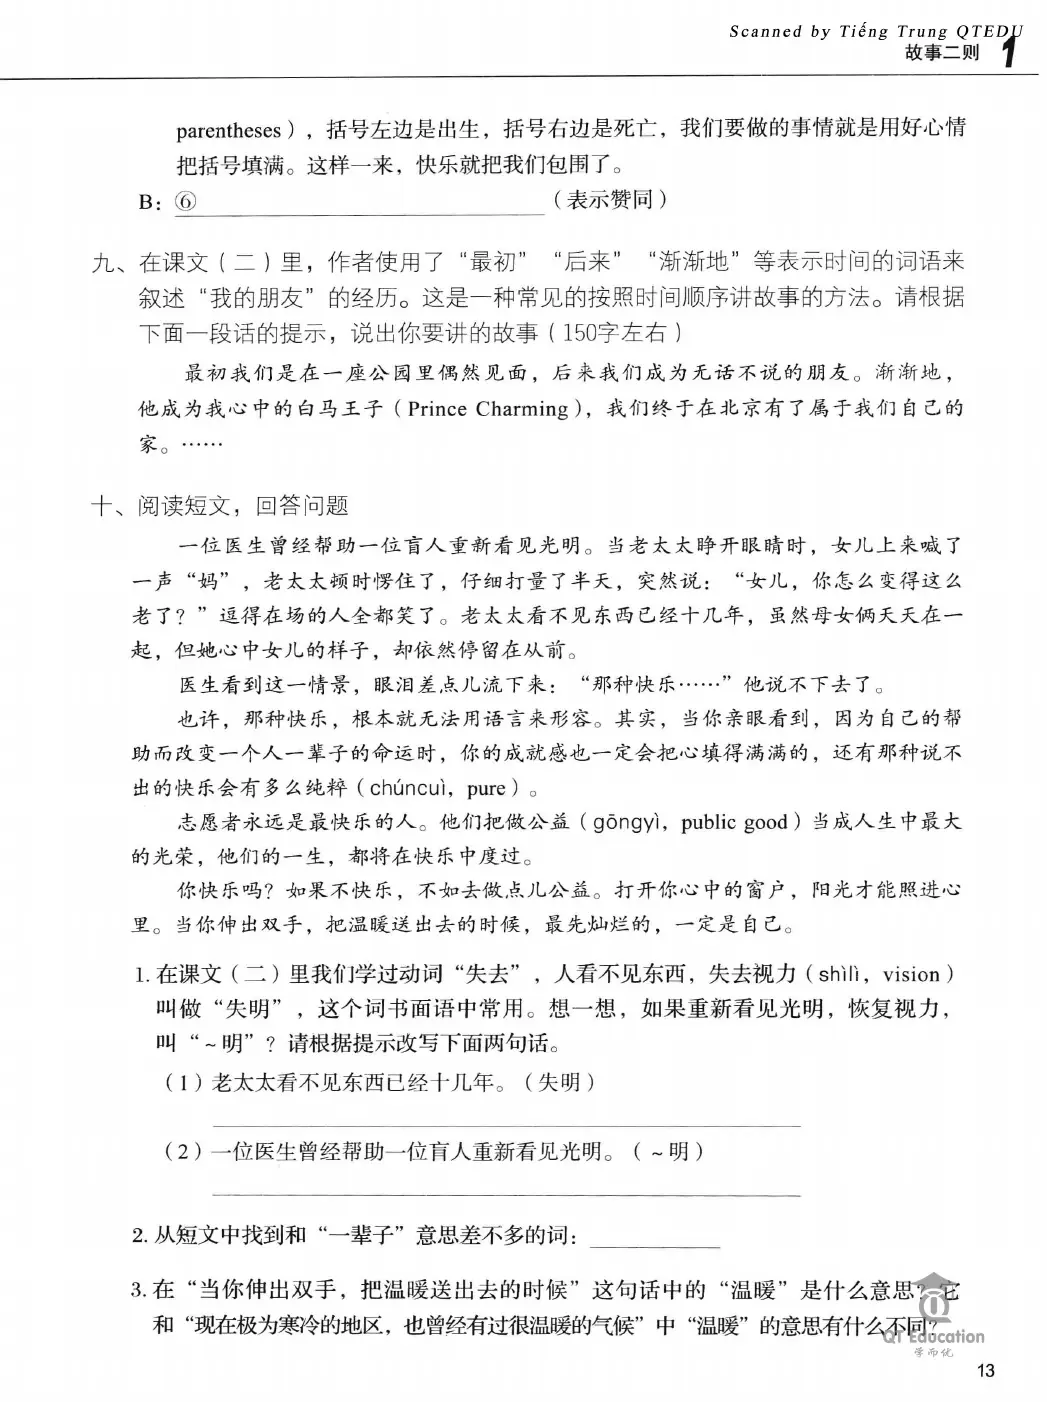 Scanned by Tiếng Trung QTEDU
故事二则 1
parentheses），括号左边是出生，括号右边是死亡，我们要做的事情就是用好心情
把括号填满。这样一来，快乐就把我们包围了。
B：⑥（表示赞同）
九、在课文（二）里，作者使用了“最初”“后来”“渐渐地”等表示时间的词语来
叙述“我的朋友”的经历。这是一种常见的按照时间顺序讲故事的方法。请根据
下面一段话的提示，说出你要讲的故事（150字左右）
最初我们是在一座公园里偶然见面，后来我们成为无话不说的朋友。渐渐地，
他成为我心中的白马王子（Prince Charming），我们终于在北京有了属于我们自己的
家。……
十、阅读短文，回答问题
一位医生曾经帮助一位盲人重新看见光明。当老太太睁开眼睛时，女儿上来喊了
一声“妈”，老太太顿时愣住了，仔细打量了半天，突然说：“女儿，你怎么变得这么
老了？”逗得在场的人全都笑了。老太太看不见东西已经十几年，虽然母女俩天天在一
起，但她心中女儿的样子，却依然停留在从前。
医生看到这一情景，眼泪差点儿流下来：“那种快乐……”他说不下去了。
也许，那种快乐，根本就无法用语言来形容。其实，当你亲眼看到，因为自己的帮
助而改变一个人一辈子的命运时，你的成就感也一定会把心填得满满的，还有那种说不
出的快乐会有多么纯粹（chúncuì，pure）。
志愿者永远是最快乐的人。他们把做公益（gōngyì，public good）当成人生中最大
的光荣，他们的一生，都将在快乐中度过。
你快乐吗？如果不快乐，不如去做点儿公益。打开你心中的窗户，阳光才能照进心
里。当你伸出双手，把温暖送出去的时候，最先灿烂的，一定是自己。
1. 在课文（二）里我们学过动词“失去”，人看不见东西，失去视力（shìlì，vision）
叫做“失明”，这个词书面语中常用。想一想，如果重新看见光明，恢复视力，
叫“~明”？请根据提示改写下面两句话。
（1）老太太看不见东西已经十几年。（失明）
（2）一位医生曾经帮助一位盲人重新看见光明。（~明）
2. 从短文中找到和“一辈子”意思差不多的词：
3. 在“当你伸出双手，把温暖送出去的时候”这句话中的“温暖”是什么意思？它
和“现在极为寒冷的地区，也曾经有过很温暖的气候”中“温暖”的意思有什么不同？
QT Education
学而优
13